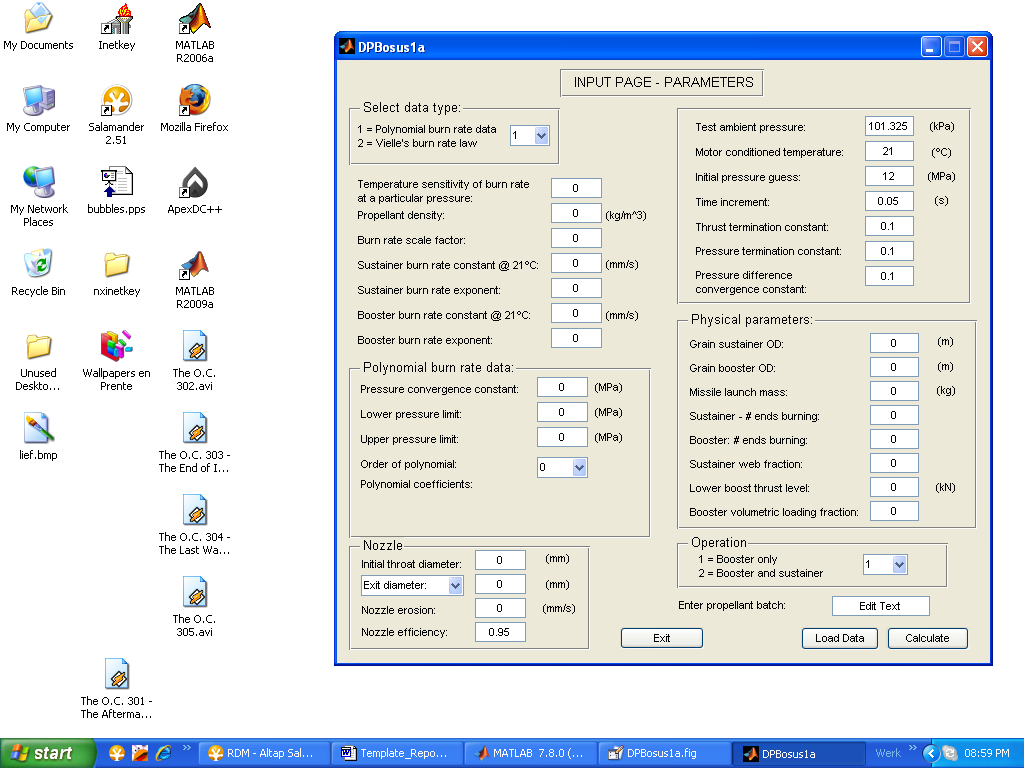 My Documents
Inetkey
MATLAB
R2006a
My Computer
Salamander
2.51
Mozilla Firefox
My Network
Places
bubbles.pps
ApexDC++
Recycle Bin
nxinetkey
MATLAB
R2009a
Unused
Deskto...
Wallpapers en
Prente
The O.C.
302.avi
lief.bmp
The O.C. 303 -
The End of I...
The O.C. 304 -
The Last Wa...
The O.C.
305.avi
The O.C. 301 -
The Afterma...
DPBosus1a
INPUT PAGE - PARAMETERS
Select data type:
1 = Polynomial burn rate data
2 = Vielle's burn rate law
1
Temperature sensitivity of burn rate
at a particular pressure:
0
Propellant density:
0
(kg/m^3)
Burn rate scale factor:
0
Sustainer burn rate constant @ 21ºC:
0
(mm/s)
Sustainer burn rate exponent:
0
Booster burn rate constant @ 21ºC:
0
(mm/s)
Booster burn rate exponent:
0
Polynomial burn rate data:
Pressure convergence constant:
0
(MPa)
Lower pressure limit:
0
(MPa)
Upper pressure limit:
0
(MPa)
Order of polynomial:
0
Polynomial coefficients:
Nozzle
Initial throat diameter:
0
(mm)
Exit diameter:
0
(mm)
Nozzle erosion:
0
(mm/s)
Nozzle efficiency:
0.95
Test ambient pressure:
101.325
(kPa)
Motor conditioned temperature:
21
(ºC)
Initial pressure guess:
12
(MPa)
Time increment:
0.05
(s)
Thrust termination constant:
0.1
Pressure termination constant:
0.1
Pressure difference
convergence constant:
0.1
Physical parameters:
Grain sustainer OD:
0
(m)
Grain booster OD:
0
(m)
Missile launch mass:
0
(kg)
Sustainer - # ends burning:
0
Booster: # ends burning:
0
Sustainer web fraction:
0
Lower boost thrust level:
0
(kN)
Booster volumetric loading fraction:
0
Operation
1 = Booster only
2 = Booster and sustainer
1
Enter propellant batch:
Edit Text
Exit
Load Data
Calculate
start
RDM - Altap Sal...
Template_Repo...
MATLAB 7.8.0 (...
DPBosus1a.fig
DPBosus1a
Werk
08:59 PM